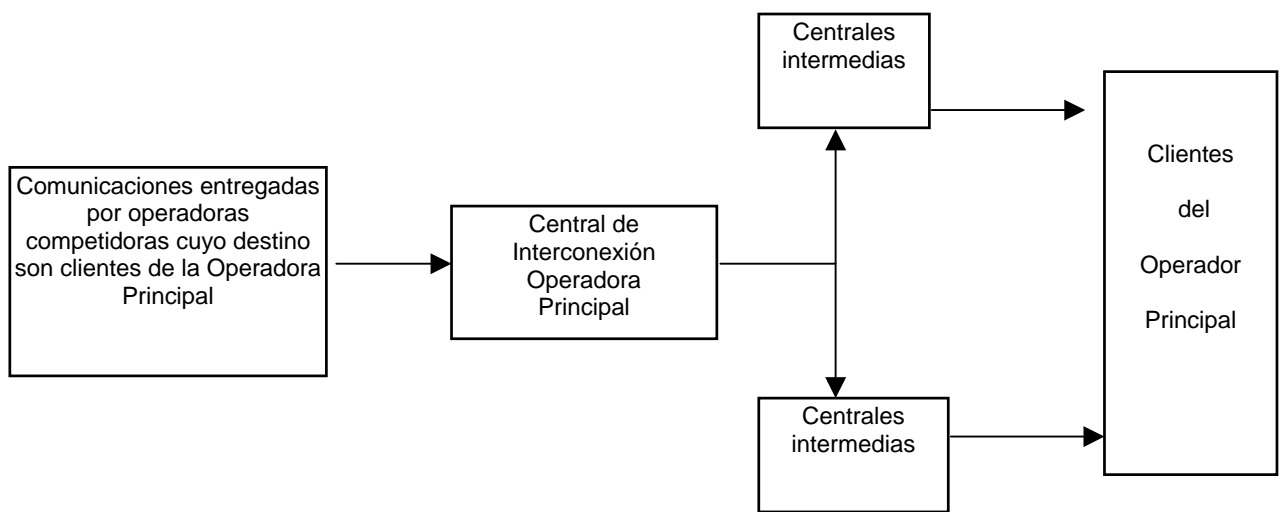 Comunicaciones entregadas
por operadoras
competidoras cuyo destino
son clientes de la Operadora
Principal
Central de
Interconexión
Operadora
Principal
Centrales
intermedias
Centrales
intermedias
Clientes
del
Operador
Principal